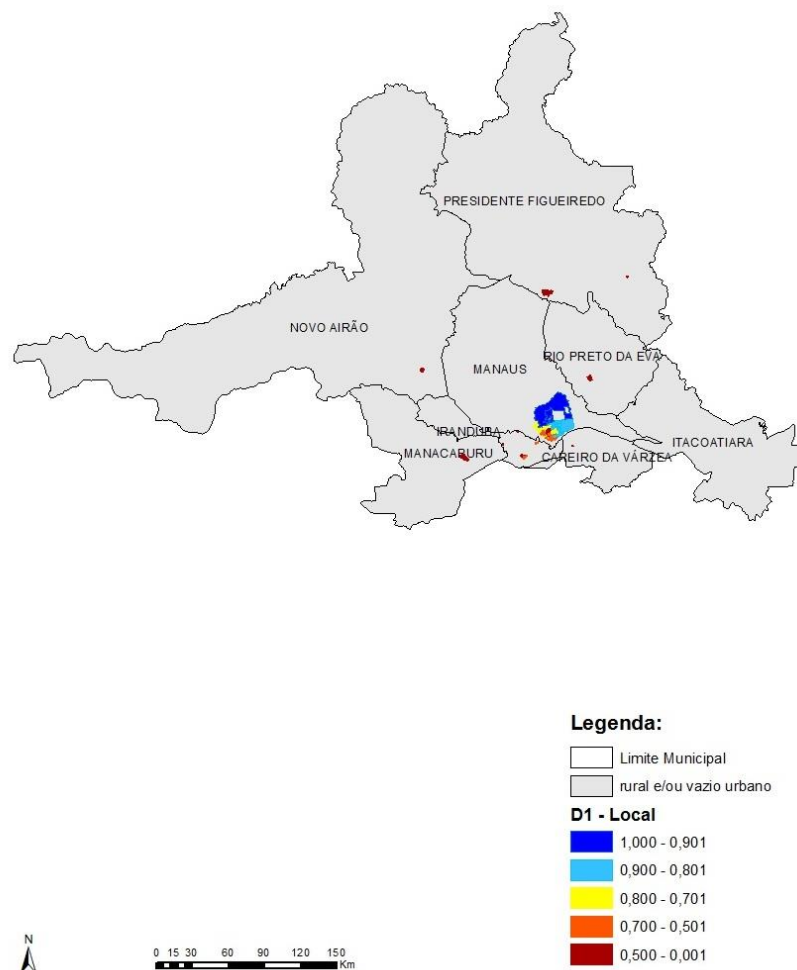 PRESIDENTE FIGUEIREDO
NOVO AIRÃO
RIO PRETO DA EVA
MANAUS
IRANDUBA
ITACOATIARA
MANACAPURU
CAREIRO DA VÁRZEA
Legenda:
Limite Municipal
rural e/ou vazio urbano
D1 - Local
1,000 - 0,901
0,900 - 0,801
0,800 - 0,701
0,700 - 0,501
0,500 - 0,001
N
0 15 30 60 90 120 150
Km